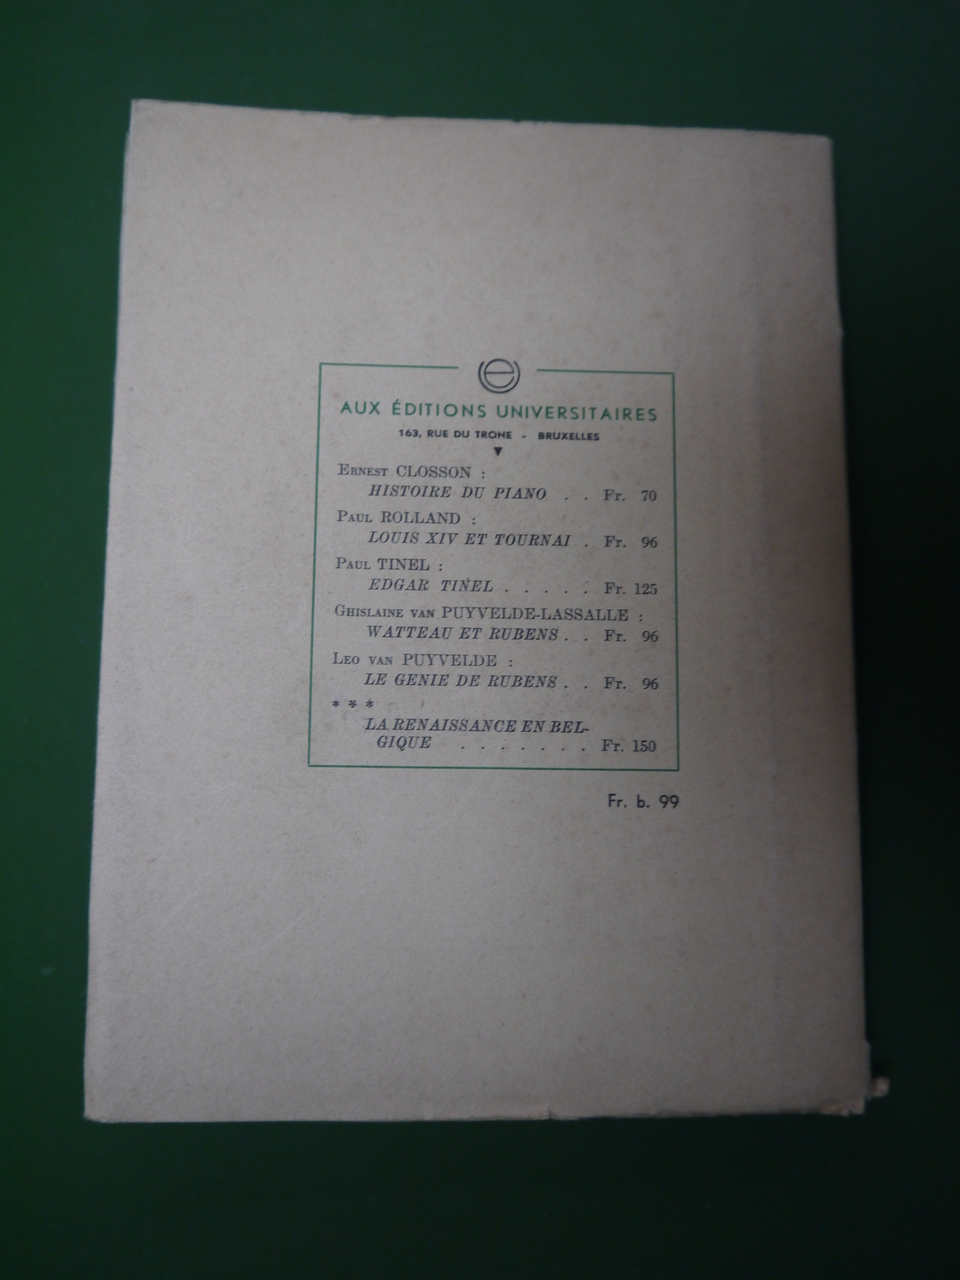 AUX ÉDITIONS UNIVERSITAIRES
163, RUE DU TRONE - BRUXELLES
ERNEST CLOSSON :
HISTOIRE DU PIANO . . Fr. 70
PAUL ROLLAND :
LOUIS XIV ET TOURNAI . Fr. 96
PAUL TINEL :
EDGAR TINEL . . . . . Fr. 125
GHISLAINE VAN PUYVELDE-LASSALLE :
WATTEAU ET RUBENS . . Fr. 96
LEO VAN PUYVELDE :
LE GENIE DE RUBENS . . Fr. 96
* * *
LA RENAISSANCE EN BEL-
GIQUE . . . . . . . Fr. 150
Fr. b. 99